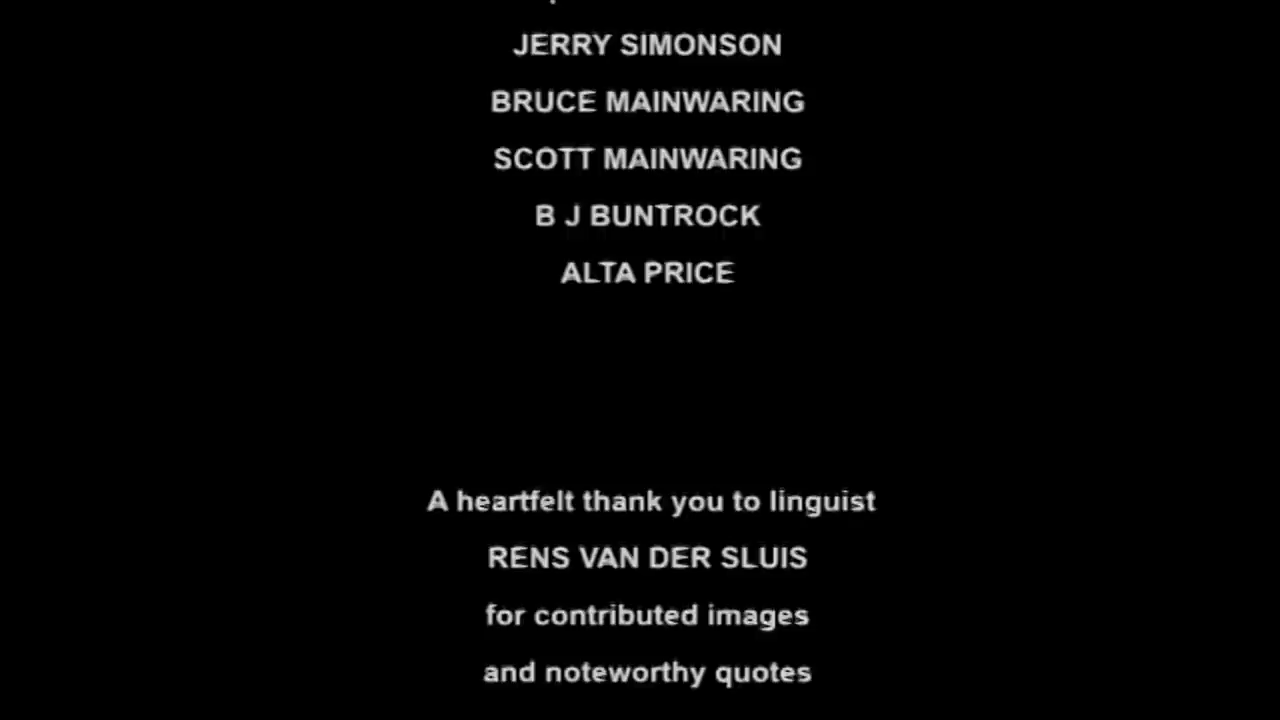 JERRY SIMONSON
BRUCE MAINWARING
SCOTT MAINWARING
B J BUNTROCK
ALTA PRICE
A heartfelt thank you to linguist
RENS VAN DER SLUIS
for contributed images
and noteworthy quotes